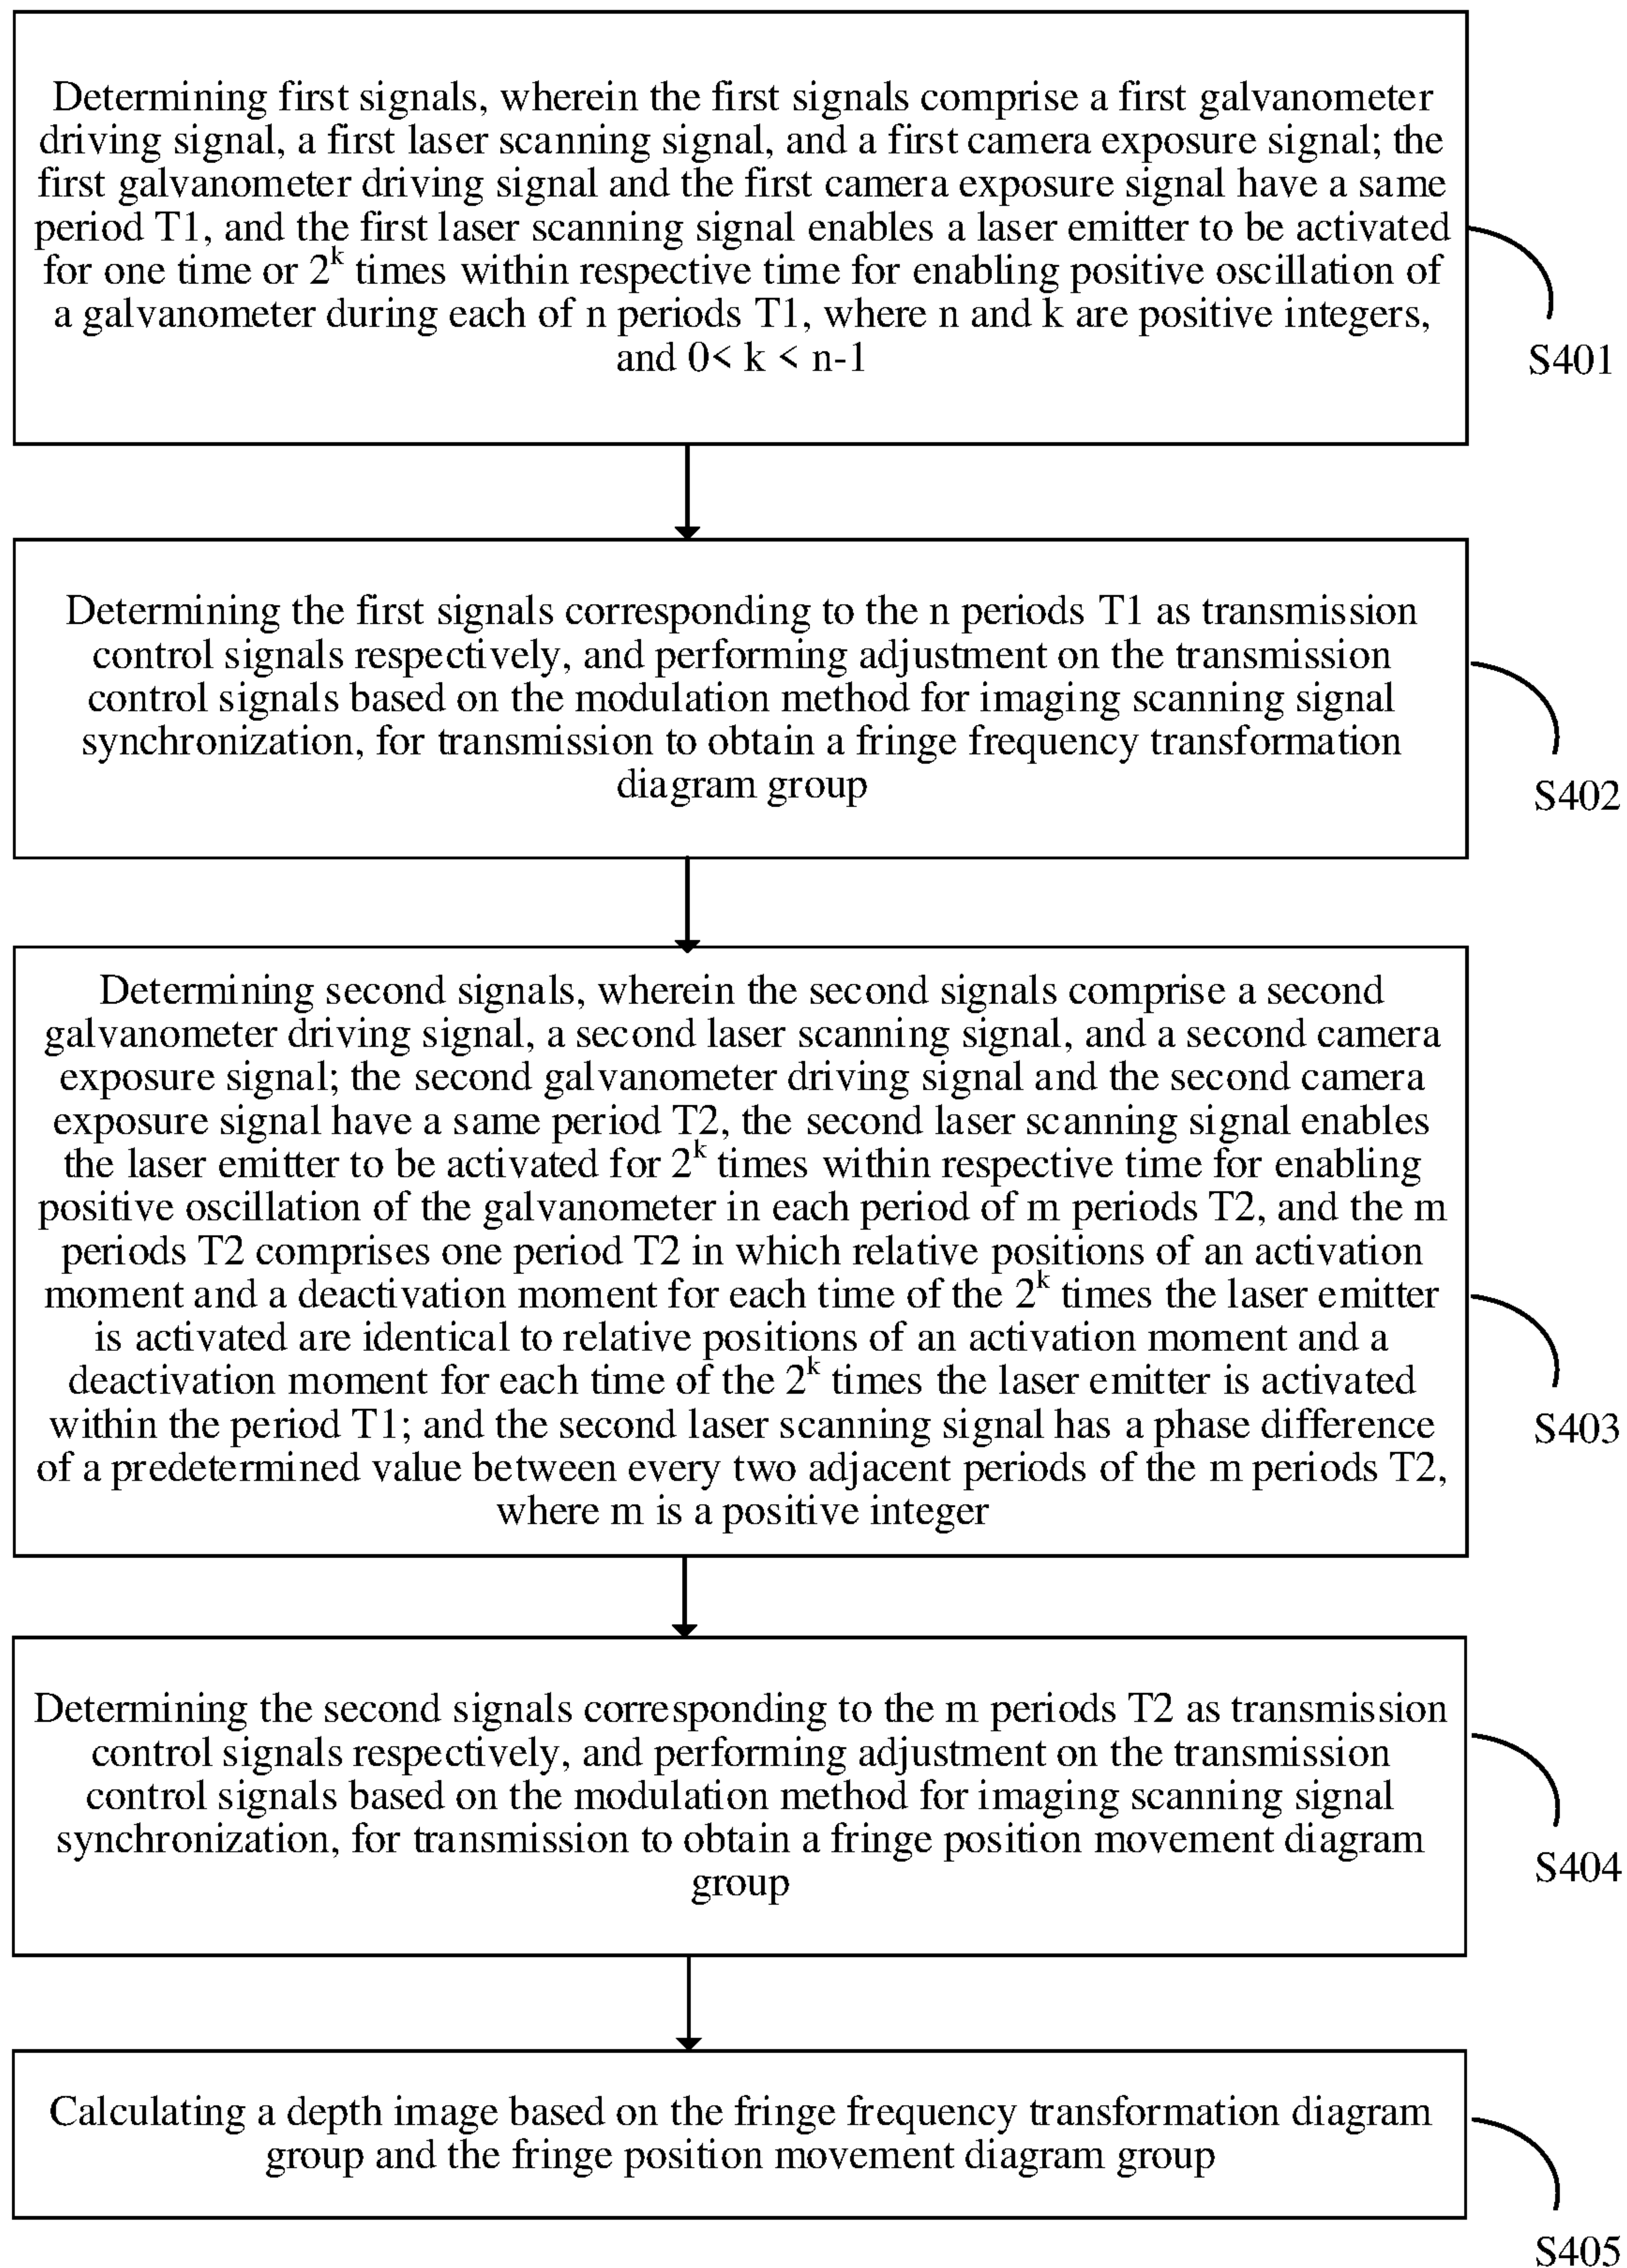 Determining first signals, wherein the first signals comprise a first galvanometer
driving signal, a first laser scanning signal, and a first camera exposure signal; the
first galvanometer driving signal and the first camera exposure signal have a same
period T1, and the first laser scanning signal enables a laser emitter to be activated
for one time or 2^k times within respective time for enabling positive oscillation of
a galvanometer during each of n periods T1, where n and k are positive integers,
and 0< k < n-1
S401
Determining the first signals corresponding to the n periods T1 as transmission
control signals respectively, and performing adjustment on the transmission
control signals based on the modulation method for imaging scanning signal
synchronization, for transmission to obtain a fringe frequency transformation
diagram group
S402
Determining second signals, wherein the second signals comprise a second
galvanometer driving signal, a second laser scanning signal, and a second camera
exposure signal; the second galvanometer driving signal and the second camera
exposure signal have a same period T2, the second laser scanning signal enables
the laser emitter to be activated for 2^k times within respective time for enabling
positive oscillation of the galvanometer in each period of m periods T2, and the m
periods T2 comprises one period T2 in which relative positions of an activation
moment and a deactivation moment for each time of the 2^k times the laser emitter
is activated are identical to relative positions of an activation moment and a
deactivation moment for each time of the 2^k times the laser emitter is activated
within the period T1; and the second laser scanning signal has a phase difference
of a predetermined value between every two adjacent periods of the m periods T2,
where m is a positive integer
S403
Determining the second signals corresponding to the m periods T2 as transmission
control signals respectively, and performing adjustment on the transmission
control signals based on the modulation method for imaging scanning signal
synchronization, for transmission to obtain a fringe position movement diagram
group
S404
Calculating a depth image based on the fringe frequency transformation diagram
group and the fringe position movement diagram group
S405